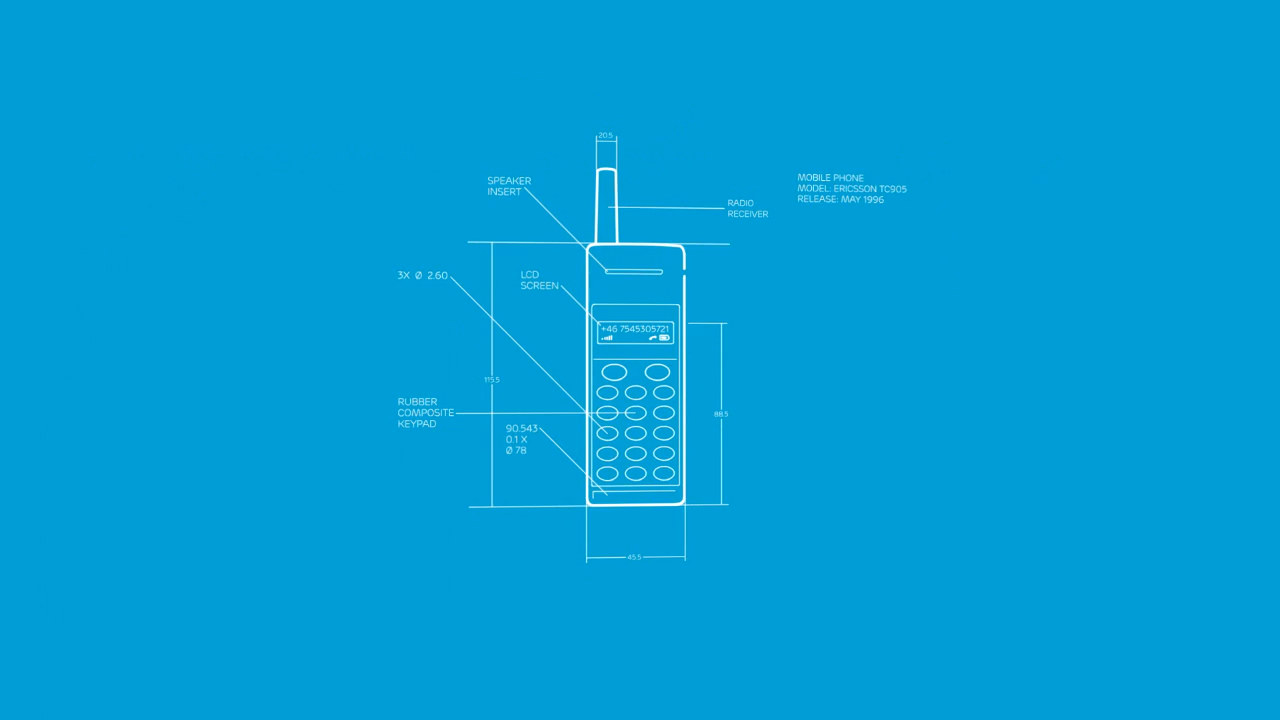 20.5
SPEAKER
INSERT
MOBILE PHONE
MODEL: ERICSSON TC905
RELEASE: MAY 1996
RADIO
RECEIVER
3X Ø 2.60
LCD
SCREEN
+46 7545305721
115.5
RUBBER
COMPOSITE
KEYPAD
88.5
90.543
0.1 X
Ø 78
45.5